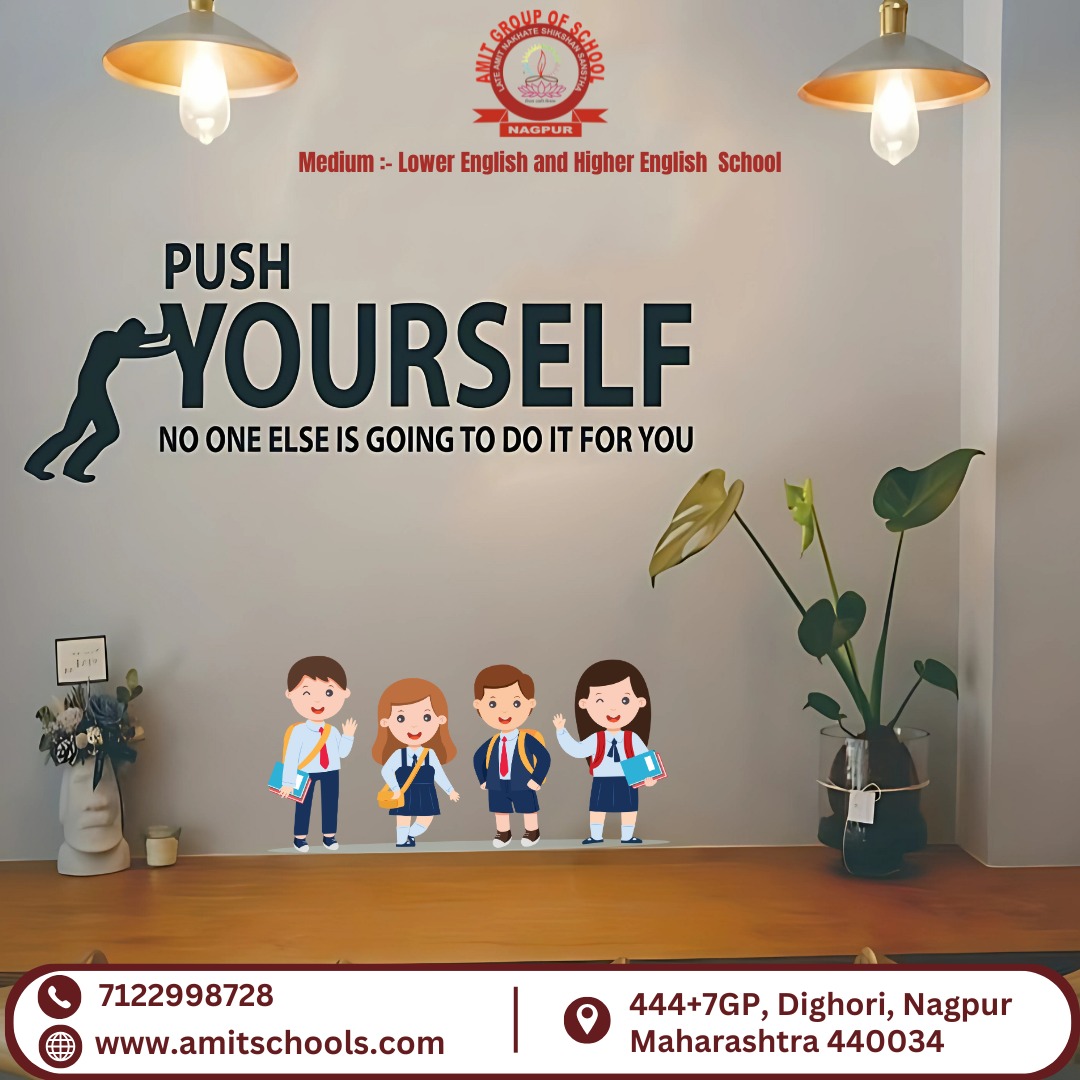 AMIT GROUP OF SCHOOL
LATE AMIT NAKHATE SHIKSHAN SANSTHA
NAGPUR
Medium :- Lower English and Higher English School
PUSH
YOURSELF
NO ONE ELSE IS GOING TO DO IT FOR YOU
7122998728
www.amitschools.com
444+7GP, Dighori, Nagpur
Maharashtra 440034